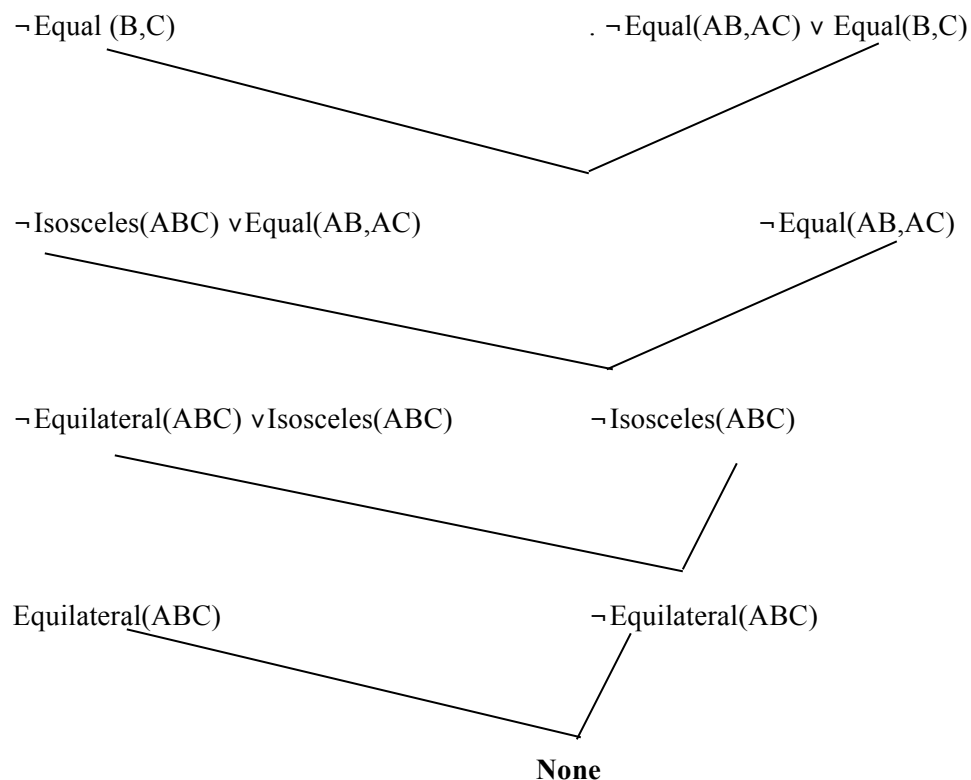 ¬Equal (B,C) . ¬Equal(AB,AC) ∨ Equal(B,C)
¬Isosceles(ABC) ∨Equal(AB,AC) ¬Equal(AB,AC)
¬Equilateral(ABC) ∨Isosceles(ABC) ¬Isosceles(ABC)
Equilateral(ABC) ¬Equilateral(ABC)
None